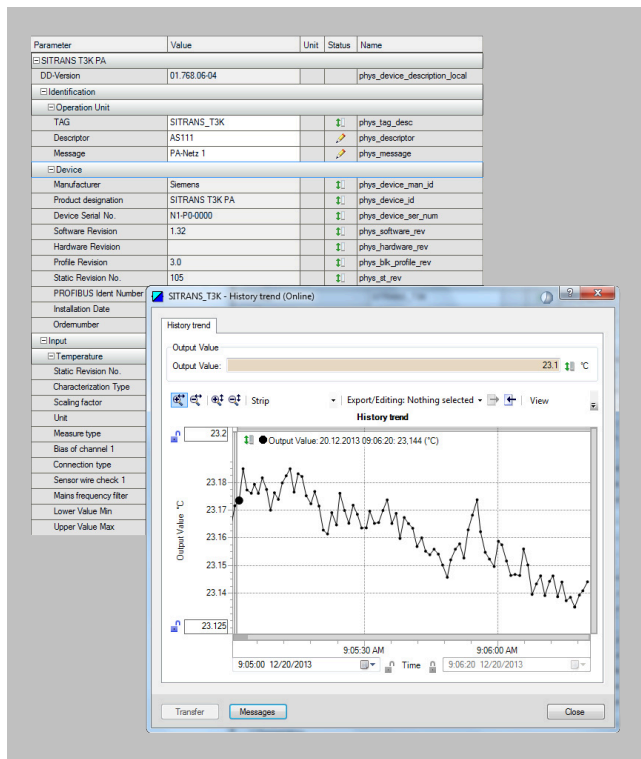 Parameter Value Unit Status Name
SITRANS T3K PA
DD-Version 01.768.06-04 phys_device_description_local
Identification
Operation Unit
TAG SITRANS_T3K phys_tag_desc
Descriptor AS111 phys_descriptor
Message PA-Netz 1 phys_message
Device
Manufacturer Siemens phys_device_man_id
Product designation SITRANS T3K PA phys_device_id
Device Serial No. N1-P0-0000 phys_device_ser_num
Software Revision 1.32 phys_software_rev
Hardware Revision phys_hardware_rev
Profile Revision 3.0 phys_blk_profile_rev
Static Revision No. 105 phys_st_rev
PROFIBUS Ident Number
Installation Date
Ordernumber
Input
Temperature
Static Revision No.
Characterization Type
Scaling factor
Unit
Measure type
Bias of channel 1
Connection type
Sensor wire check 1
Mains frequency filter
Lower Value Min
Upper Value Max
SITRANS_T3K - History trend (Online)
History trend
Output Value
Output Value: 23.1 °C
Strip Export/Editing: Nothing selected View
History trend
23.2
Output Value: 20.12.2013 09:06:20: 23,144 (°C)
23.18
23.17
23.16
23.15
23.14
23.125
Output Value °C
9:05:30 AM 9:06:00 AM
9:05:00 12/20/2013 Time 9:06:20 12/20/2013
Transfer Messages Close